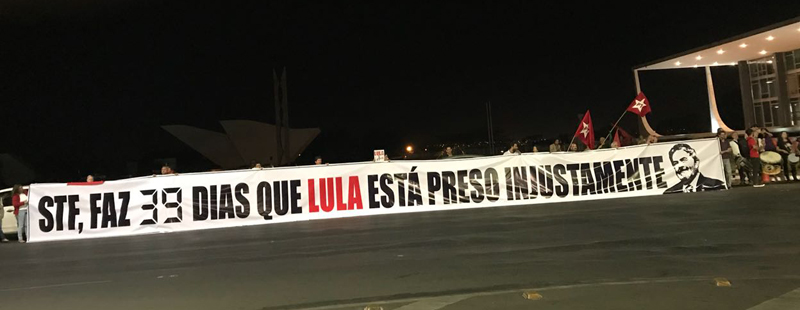 STF, FAZ 39 DIAS QUE LULA ESTÁ PRESO INJUSTAMENTE